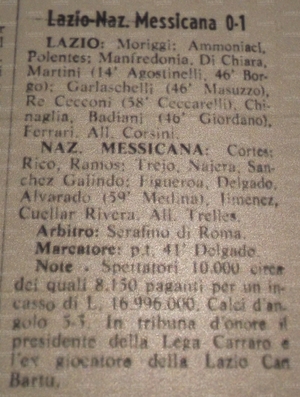 Lazio-Naz. Messicana 0-1
LAZIO: Moriggi; Ammoniaci,
Polentes; Manfredonia, Di Chiara,
Martini (14' Agostinelli, 46' Bor-
go); Garlaschelli (46' Masuzzo),
Re Cecconi (58' Ceccarelli), Chi-
naglia, Badiani (46' Giordano),
Ferrari. All. Corsini.
NAZ. MESSICANA: Cortes;
Rico, Ramos; Trejo, Najera, San-
chez Galindo; Figueroa, Delgado,
Alvarado (59' Medina), Jimenez,
Cuellar Rivera. All. Trelles.
Arbitro: Serafino di Roma.
Marcatore: p.t. 41' Delgado.
Note - Spettatori 10.000 circa
dei quali 8.150 paganti per un in-
casso di L. 16.996.000. Calci d'an-
golo 5-3. In tribuna d'onore il
presidente della Lega Carraro e
l'ex giocatore della Lazio Can
Bartu.